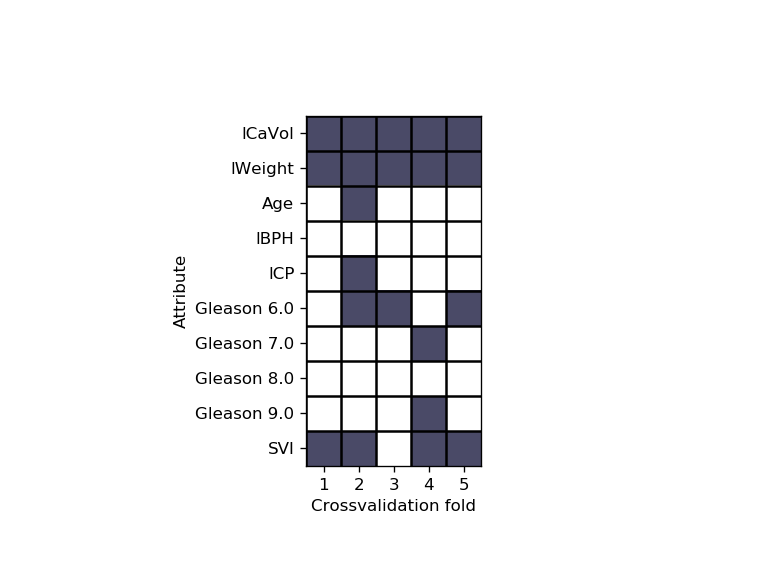 lCaVol
lWeight
Age
lBPH
lCP
Gleason 6.0
Gleason 7.0
Gleason 8.0
Gleason 9.0
SVI
Attribute
1 2 3 4 5
Crossvalidation fold